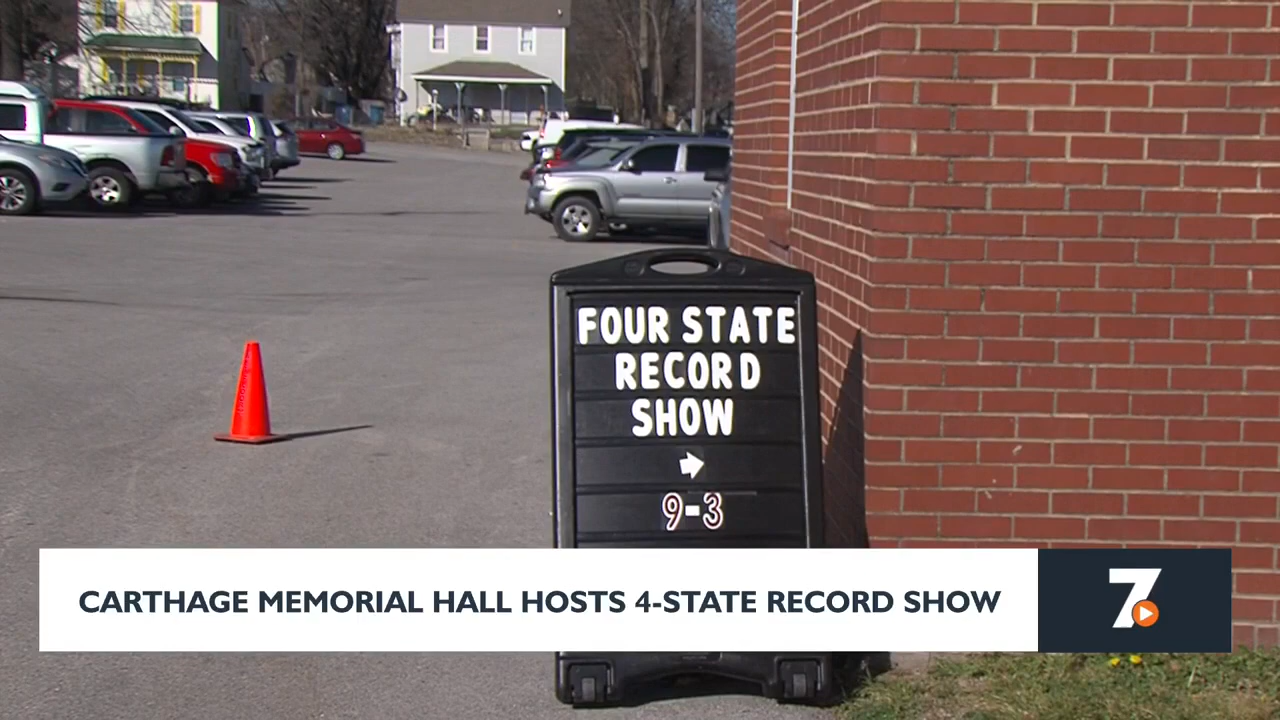 FOUR STATE
RECORD
SHOW
9-3
CARTHAGE MEMORIAL HALL HOSTS 4-STATE RECORD SHOW
7